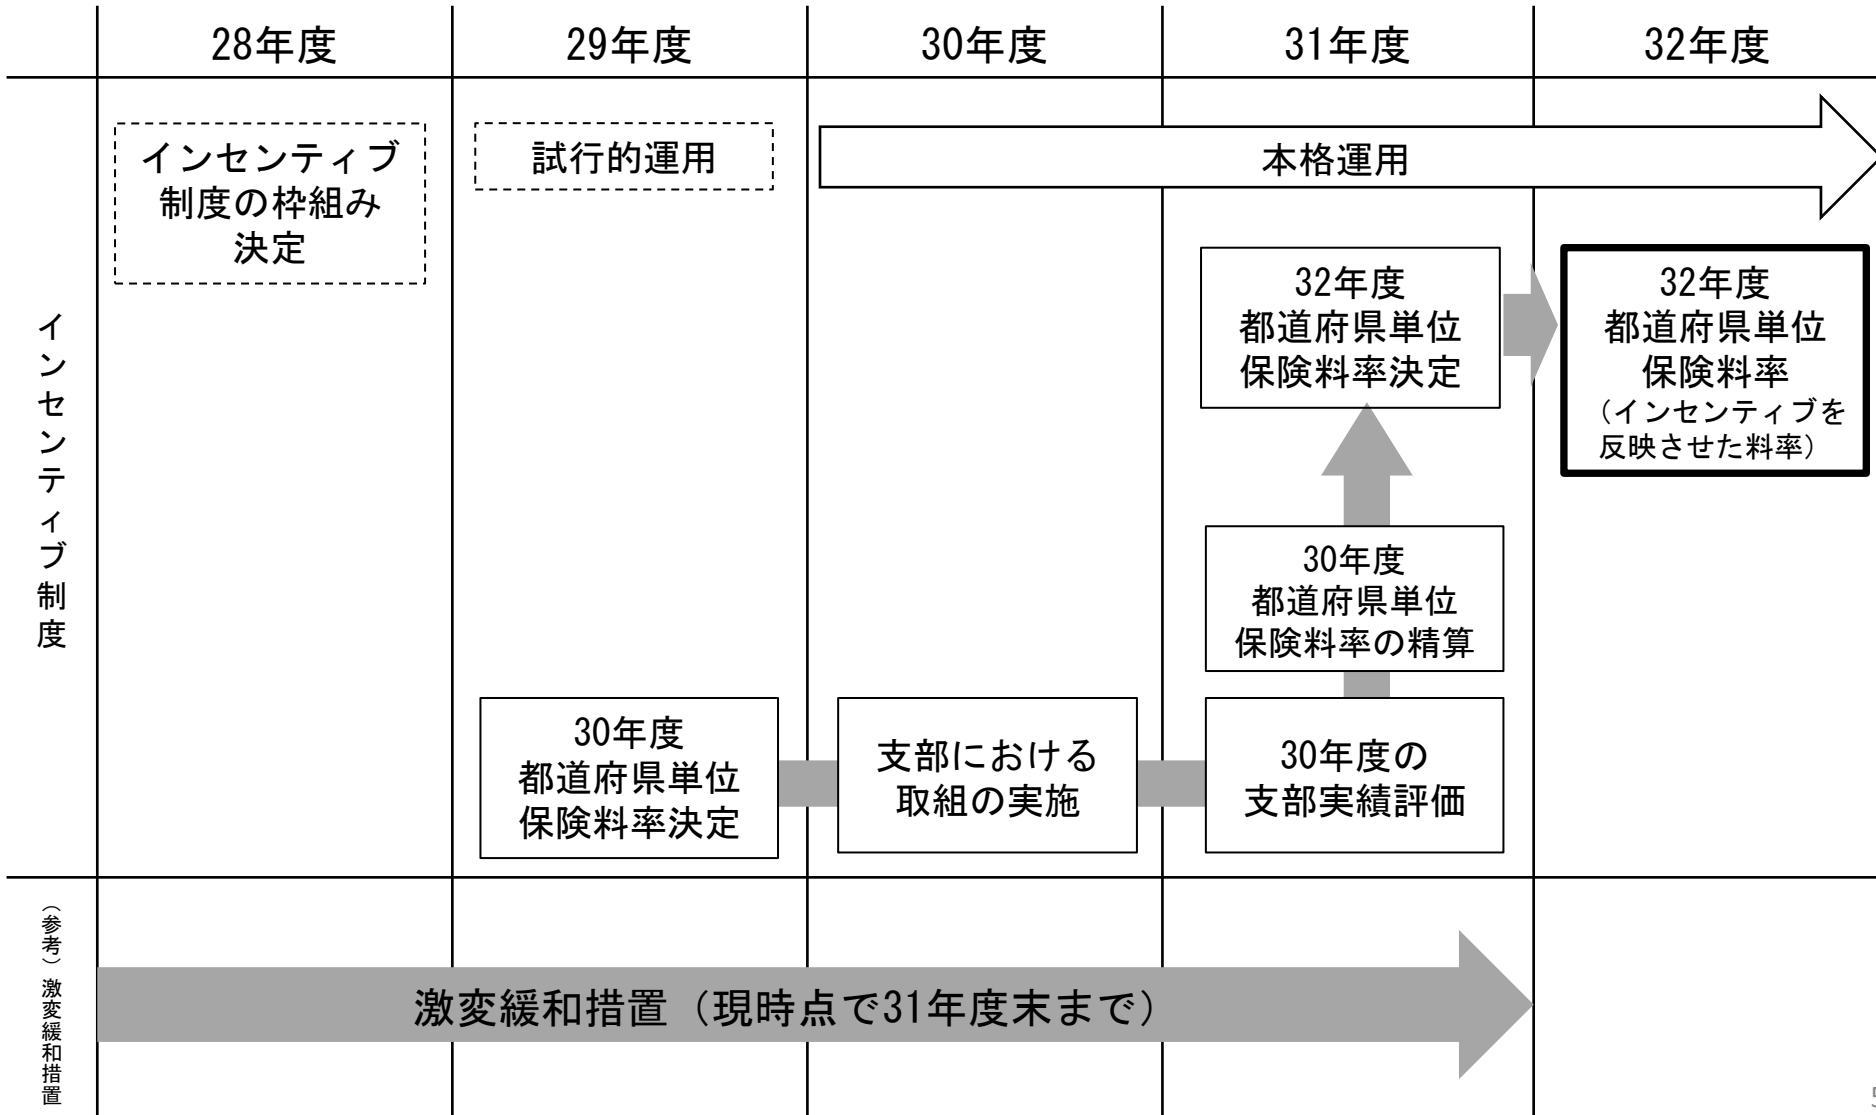 28年度
29年度
30年度
31年度
32年度
インセンティブ制度
インセンティブ
制度の枠組み
決定
試行的運用
本格運用
32年度
都道府県単位
保険料率決定
32年度
都道府県単位
保険料率
（インセンティブを
反映させた料率）
30年度
都道府県単位
保険料率の精算
30年度
都道府県単位
保険料率決定
支部における
取組の実施
30年度の
支部実績評価
（参考）激変緩和措置
激変緩和措置（現時点で31年度末まで）